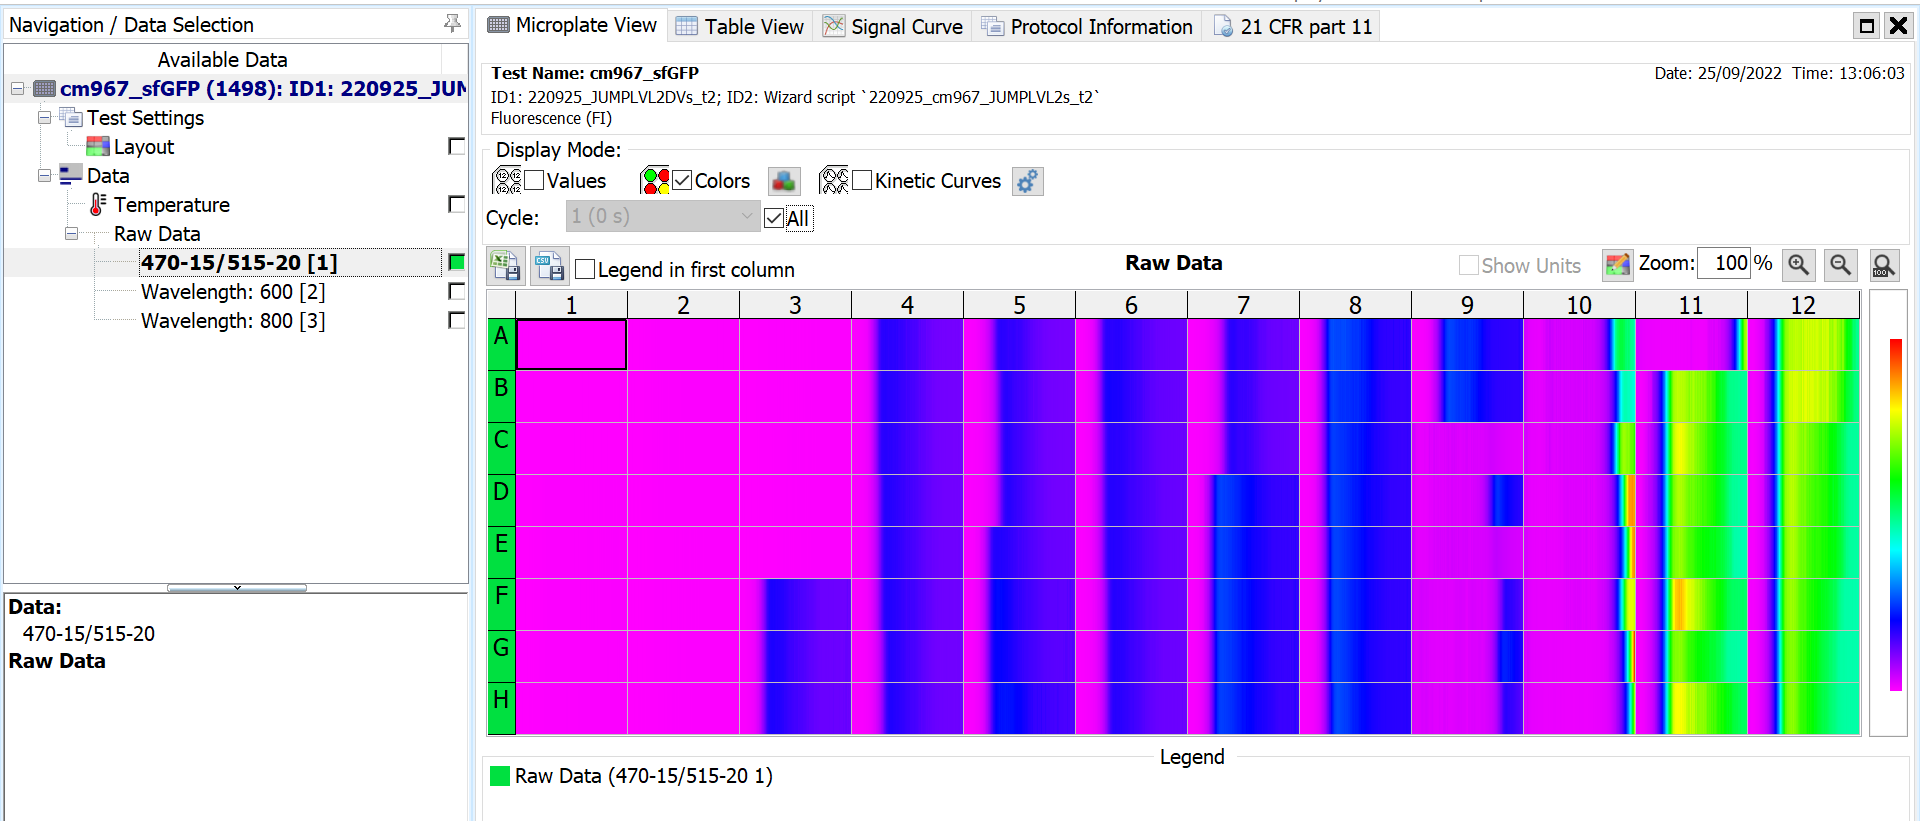 Navigation / Data Selection
Available Data
cm967_sfGFP (1498): ID1: 220925_JUM
Test Settings
Layout
Data
Temperature
Raw Data
470-15/515-20 [1]
Wavelength: 600 [2]
Wavelength: 800 [3]
Data:
470-15/515-20
Raw Data
Microplate View
Table View
Signal Curve
Protocol Information
21 CFR part 11
Test Name: cm967_sfGFP
Date: 25/09/2022 Time: 13:06:03
ID1: 220925_JUMPLVL2DVs_t2; ID2: Wizard script `220925_cm967_JUMPLVL2s_t2`
Fluorescence (FI)
Display Mode:
Values Colors Kinetic Curves
Cycle: 1 (0 s) All
Legend in first column Raw Data Show Units Zoom: 100 %
1 2 3 4 5 6 7 8 9 10 11 12
A
B
C
D
E
F
G
H
Legend
Raw Data (470-15/515-20 1)